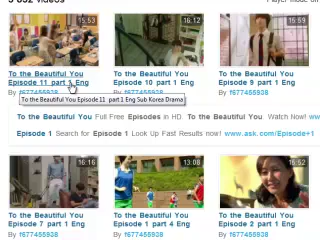 15:53
16:12
15:59
To the Beautiful You
Episode 11 part 1 Eng
By f677455938
To the Beautiful You
Episode 10 part 1 Eng
By f677455938
To the Beautiful You
Episode 9 part 1 Eng
By f677455938
To the Beautiful You Episode 11 part 1 Eng Sub Korea Drama
To the Beautiful You Full Free Episodes in HD To the Beautiful You. Watch Now! ww
Episode 1 Search for Episode 1 Look Up Fast Results now! www.ask.com/Episode+1
16:16
13:08
15:52
To the Beautiful You
Episode 7 part 1 Eng
By f677455938
To the Beautiful You
Episode 1 part 4 Eng
By f677455938
To the Beautiful You
Episode 2 part 1 Eng
By f677455938